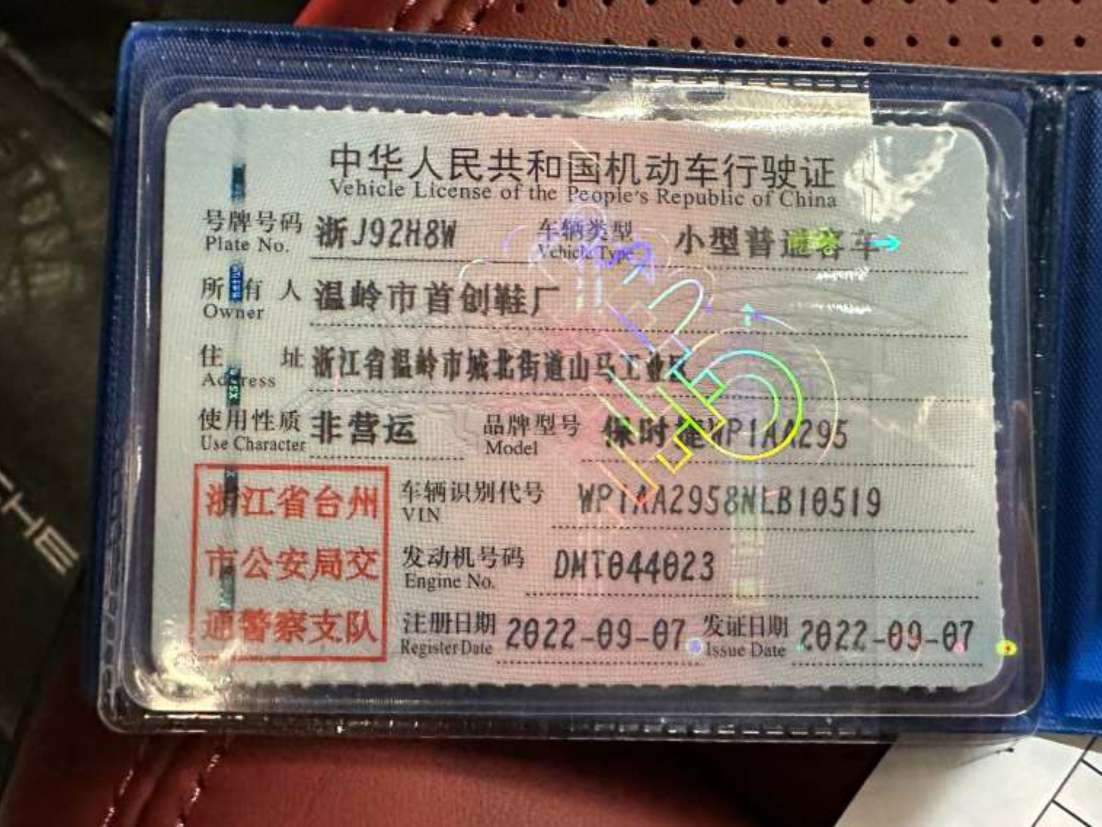 中华人民共和国机动车行驶证
Vehicle License of the People's Republic of China
号牌号码 浙J92H8W 车辆类型 小型普通客车
Plate No. Vehicle Type
所有人 温岭市首创鞋厂
Owner
住址 浙江省温岭市城北街道山马工业区
Address
使用性质 非营运 品牌型号 保时捷WP1AA295
Use Character Model
浙江省台州
市公安局交
通警察支队
车辆识别代号 WP1AA2958NLB10519
VIN
发动机号码 DMT044023
Engine No.
注册日期 2022-09-07 发证日期 2022-09-07
Register Date Issue Date
CHE